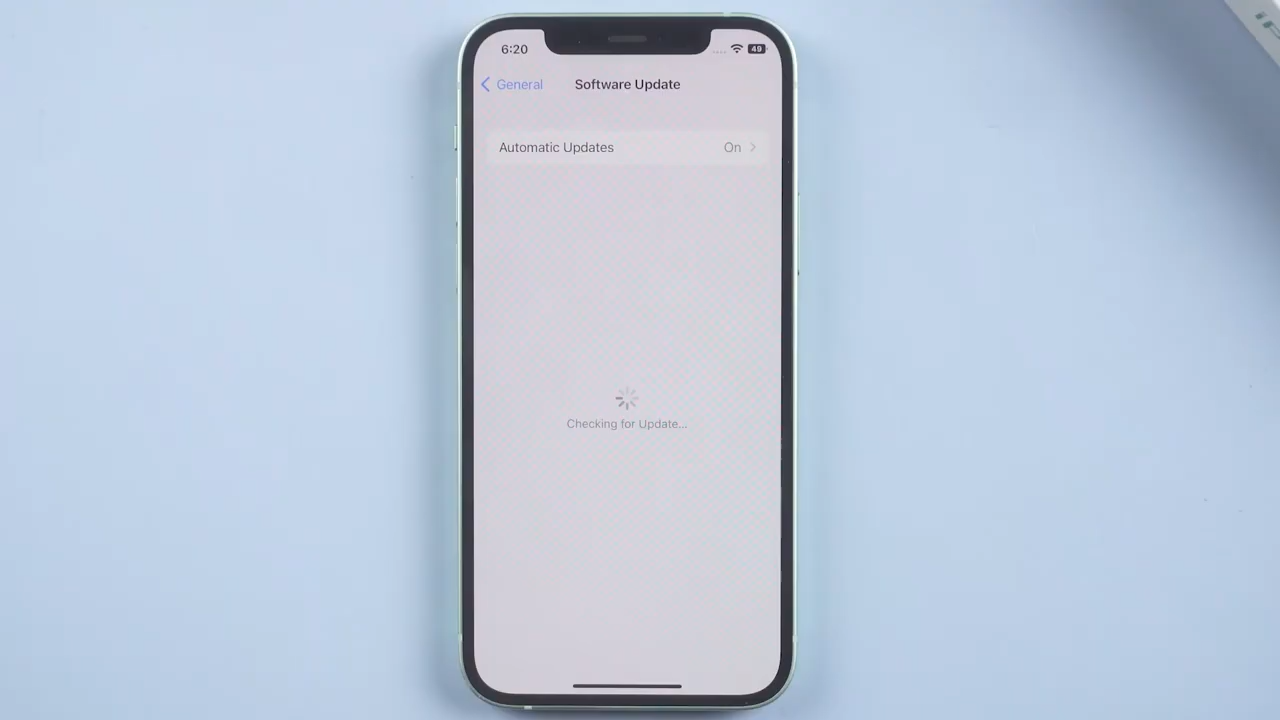 6:20
49
General
Software Update
Automatic Updates
On
Checking for Update...